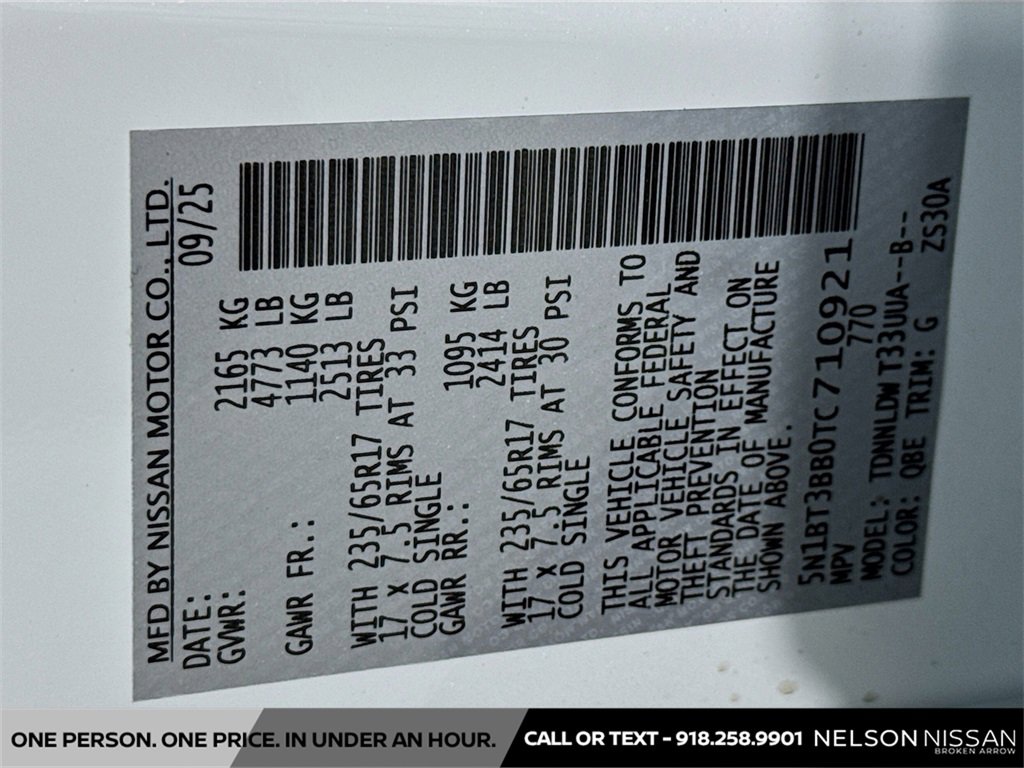 MFD BY NISSAN MOTOR CO., LTD.
DATE: 09/25
GVWR: 2165 KG
4773 LB
GAWR FR.: 1140 KG
2513 LB
WITH 235/65R17 TIRES
17 X 7.5 RIMS AT 33 PSI
COLD SINGLE
GAWR RR.: 1095 KG
2414 LB
WITH 235/65R17 TIRES
17 X 7.5 RIMS AT 30 PSI
COLD SINGLE
THIS VEHICLE CONFORMS TO
ALL APPLICABLE FEDERAL
MOTOR VEHICLE SAFETY AND
THEFT PREVENTION
STANDARDS IN EFFECT ON
THE DATE OF MANUFACTURE
SHOWN ABOVE.
5N1BT3BB0TC710921
MPV 770
MODEL: TDNNLDW T33UUA--B--
COLOR: QBE TRIM: G ZS30A
ONE PERSON. ONE PRICE. IN UNDER AN HOUR.
CALL OR TEXT - 918.258.9901 NELSON NISSAN
BROKEN ARROW